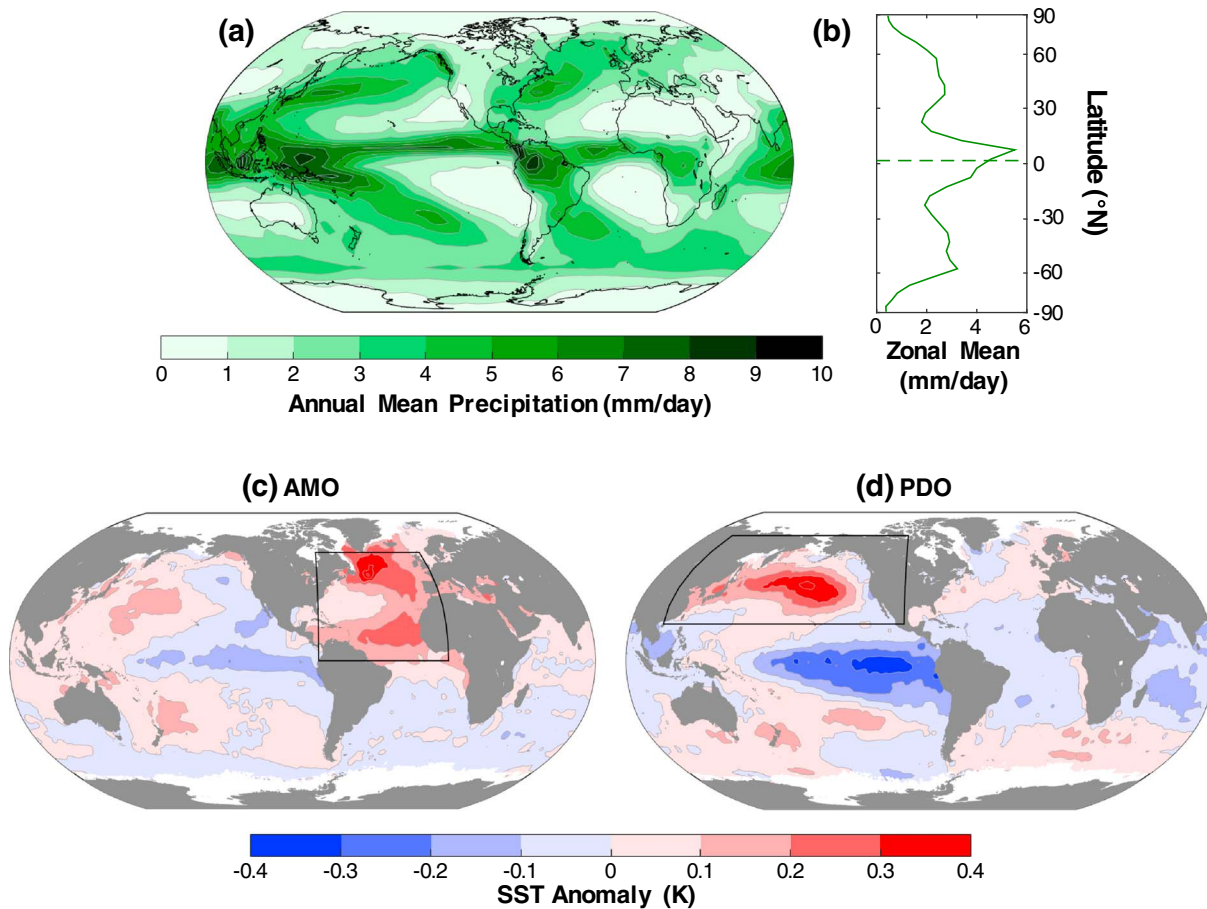 (a)
(b)
90
60
30
0
-30
-60
-90
Latitude (°N)
0 2 4 6
Zonal Mean
(mm/day)
0 1 2 3 4 5 6 7 8 9 10
Annual Mean Precipitation (mm/day)
(c) AMO
(d) PDO
-0.4 -0.3 -0.2 -0.1 0 0.1 0.2 0.3 0.4
SST Anomaly (K)